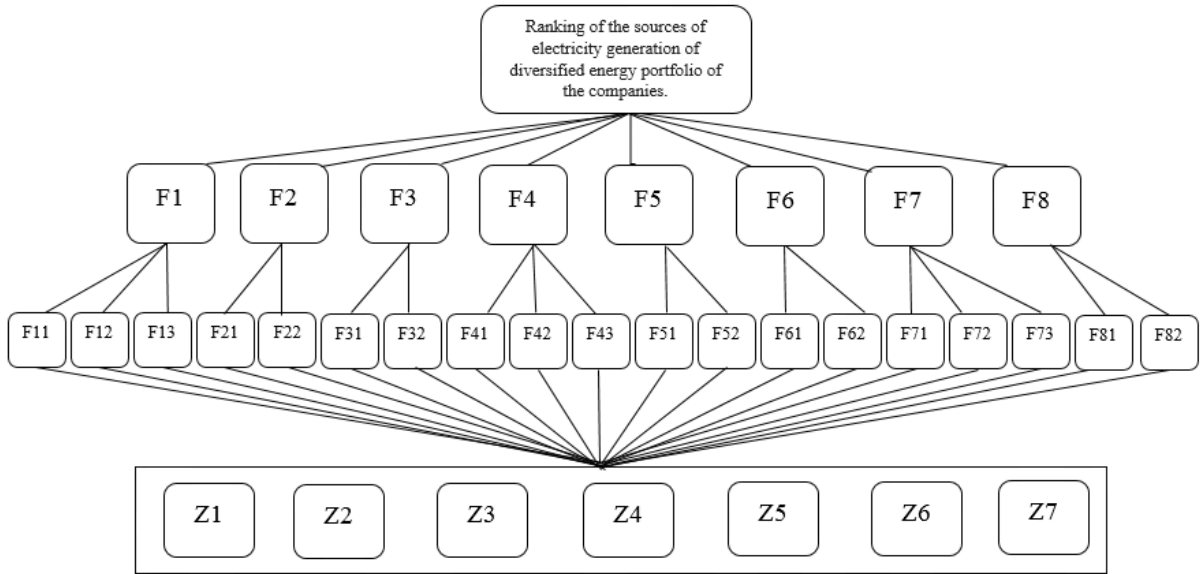 Ranking of the sources of
electricity generation of
diversified energy portfolio of
the companies.
F1 F2 F3 F4 F5 F6 F7 F8
F11 F12 F13 F21 F22 F31 F32 F41 F42 F43 F51 F52 F61 F62 F71 F72 F73 F81 F82
Z1 Z2 Z3 Z4 Z5 Z6 Z7